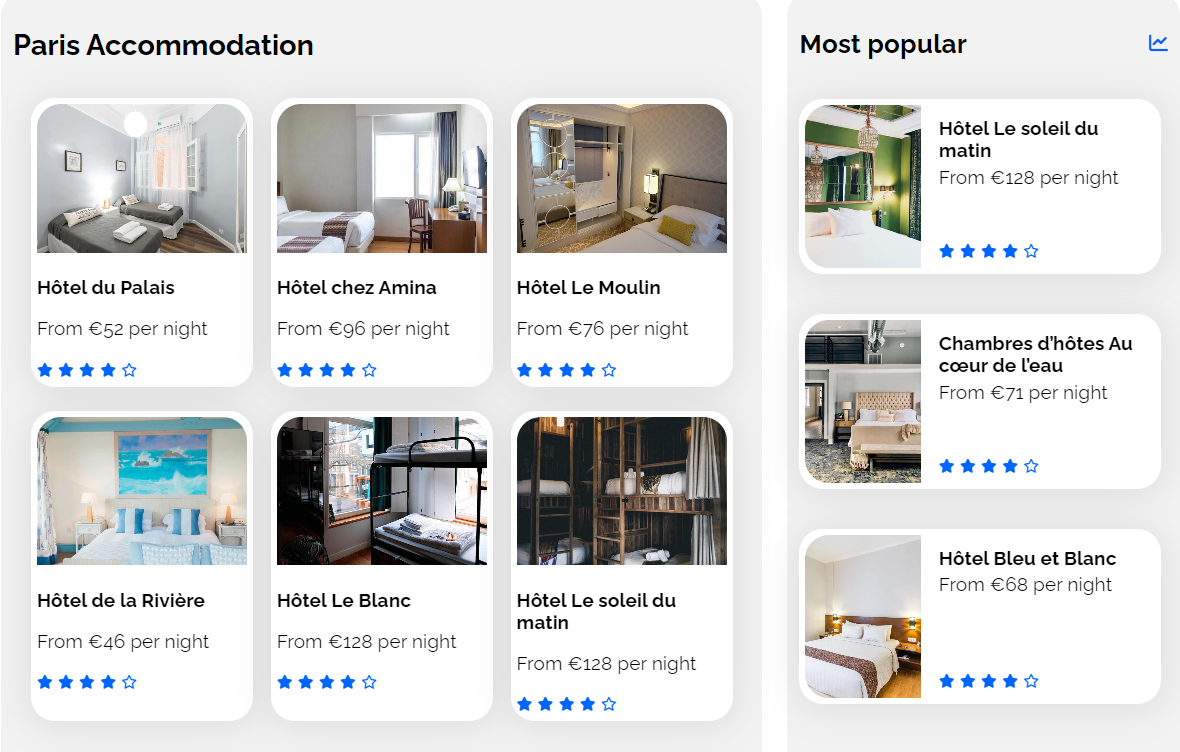 Paris Accommodation
Hôtel du Palais
From €52 per night
Hôtel chez Amina
From €96 per night
Hôtel Le Moulin
From €76 per night
Hôtel de la Rivière
From €46 per night
Hôtel Le Blanc
From €128 per night
Hôtel Le soleil du
matin
From €128 per night
Most popular
Hôtel Le soleil du
matin
From €128 per night
Chambres d'hôtes Au
cœur de l'eau
From €71 per night
Hôtel Bleu et Blanc
From €68 per night